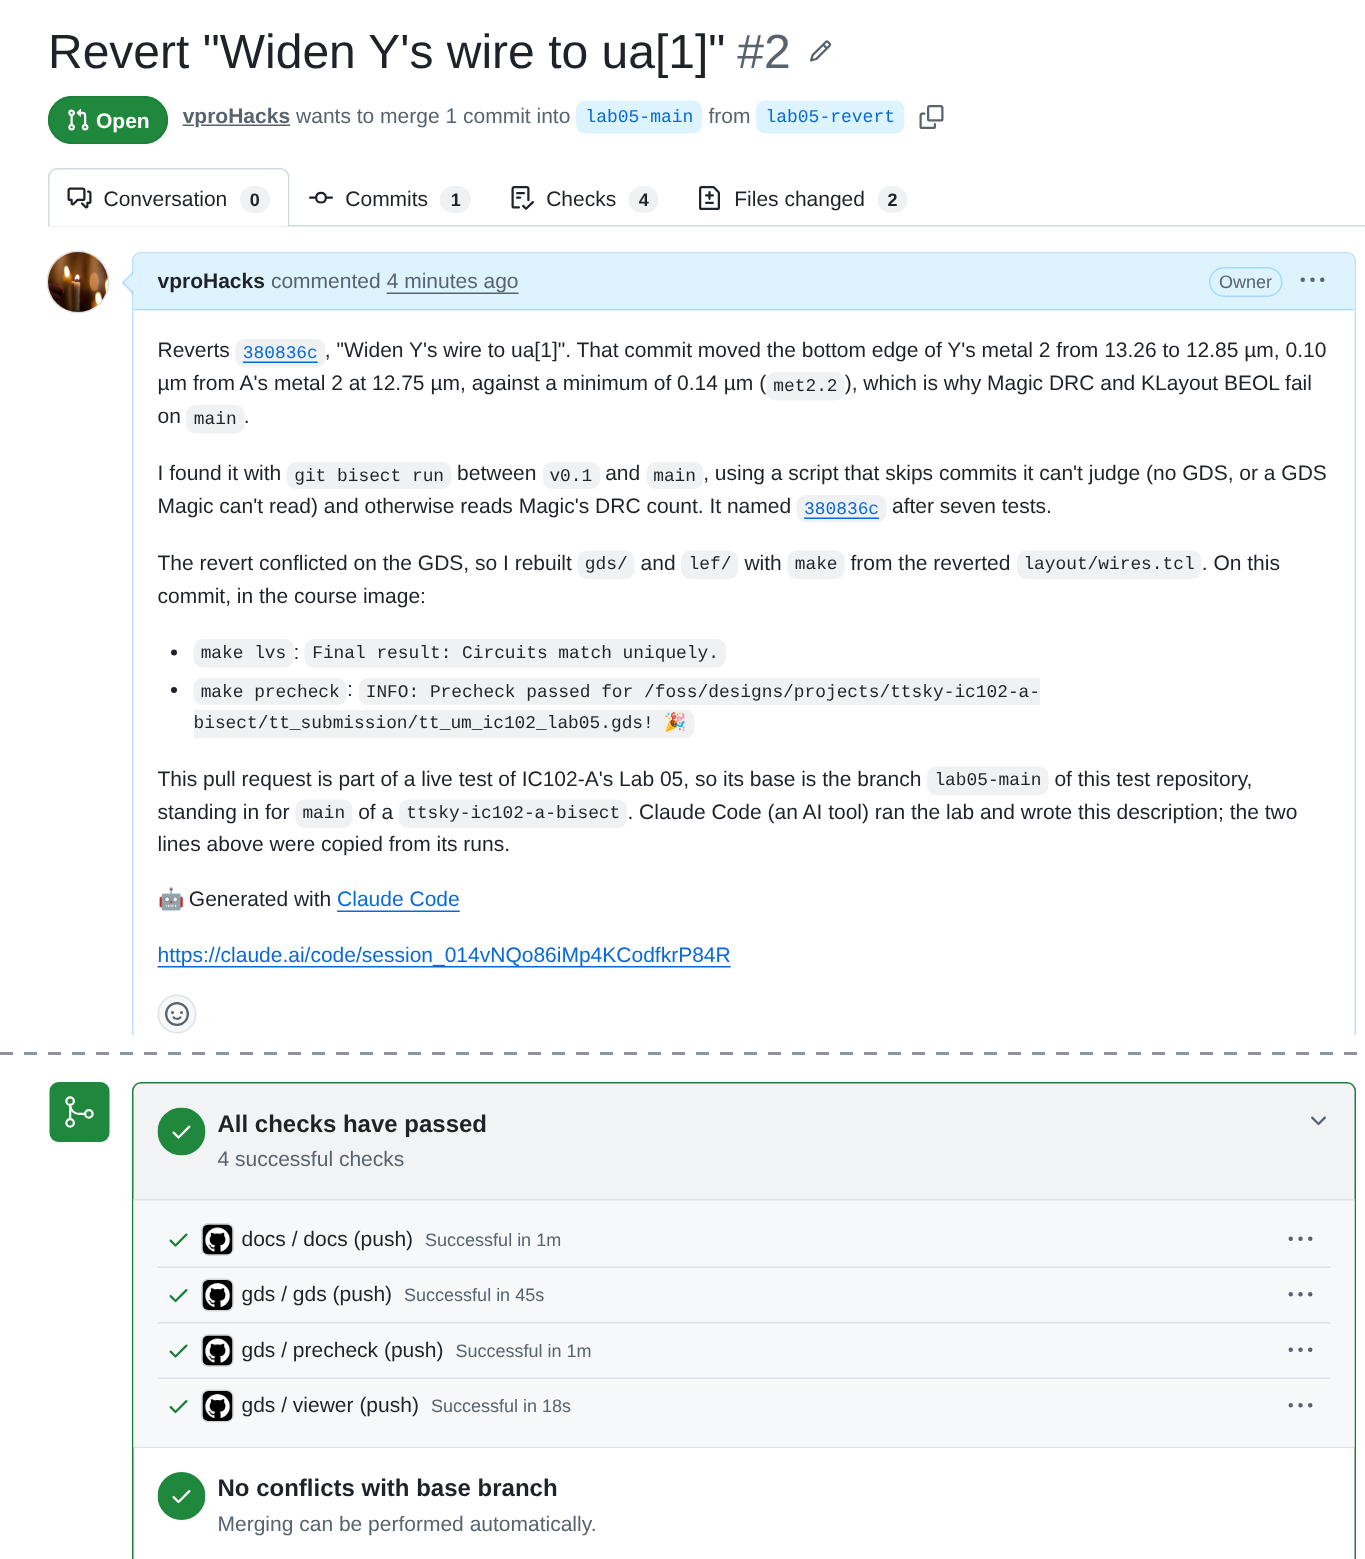 Revert "Widen Y's wire to ua[1]" #2
Open vproHacks wants to merge 1 commit into lab05-main from lab05-revert
Conversation 0 Commits 1 Checks 4 Files changed 2
vproHacks commented 4 minutes ago Owner
Reverts 380836c, "Widen Y's wire to ua[1]". That commit moved the bottom edge of Y's metal 2 from 13.26 to 12.85 µm, 0.10
µm from A's metal 2 at 12.75 µm, against a minimum of 0.14 µm (met2.2), which is why Magic DRC and KLayout BEOL fail
on main.
I found it with git bisect run between v0.1 and main, using a script that skips commits it can't judge (no GDS, or a GDS
Magic can't read) and otherwise reads Magic's DRC count. It named 380836c after seven tests.
The revert conflicted on the GDS, so I rebuilt gds/ and lef/ with make from the reverted layout/wires.tcl. On this
commit, in the course image:
• make lvs: Final result: Circuits match uniquely.
• make precheck: INFO: Precheck passed for /foss/designs/projects/ttsky-ic102-a-
bisect/tt_submission/tt_um_ic102_lab05.gds! 🎉
This pull request is part of a live test of IC102-A's Lab 05, so its base is the branch lab05-main of this test repository,
standing in for main of a ttsky-ic102-a-bisect. Claude Code (an AI tool) ran the lab and wrote this description; the two
lines above were copied from its runs.
🤖 Generated with Claude Code
https://claude.ai/code/session_014vNQo86iMp4KCodfkrP84R
All checks have passed
4 successful checks
docs / docs (push) Successful in 1m
gds / gds (push) Successful in 45s
gds / precheck (push) Successful in 1m
gds / viewer (push) Successful in 18s
No conflicts with base branch
Merging can be performed automatically.